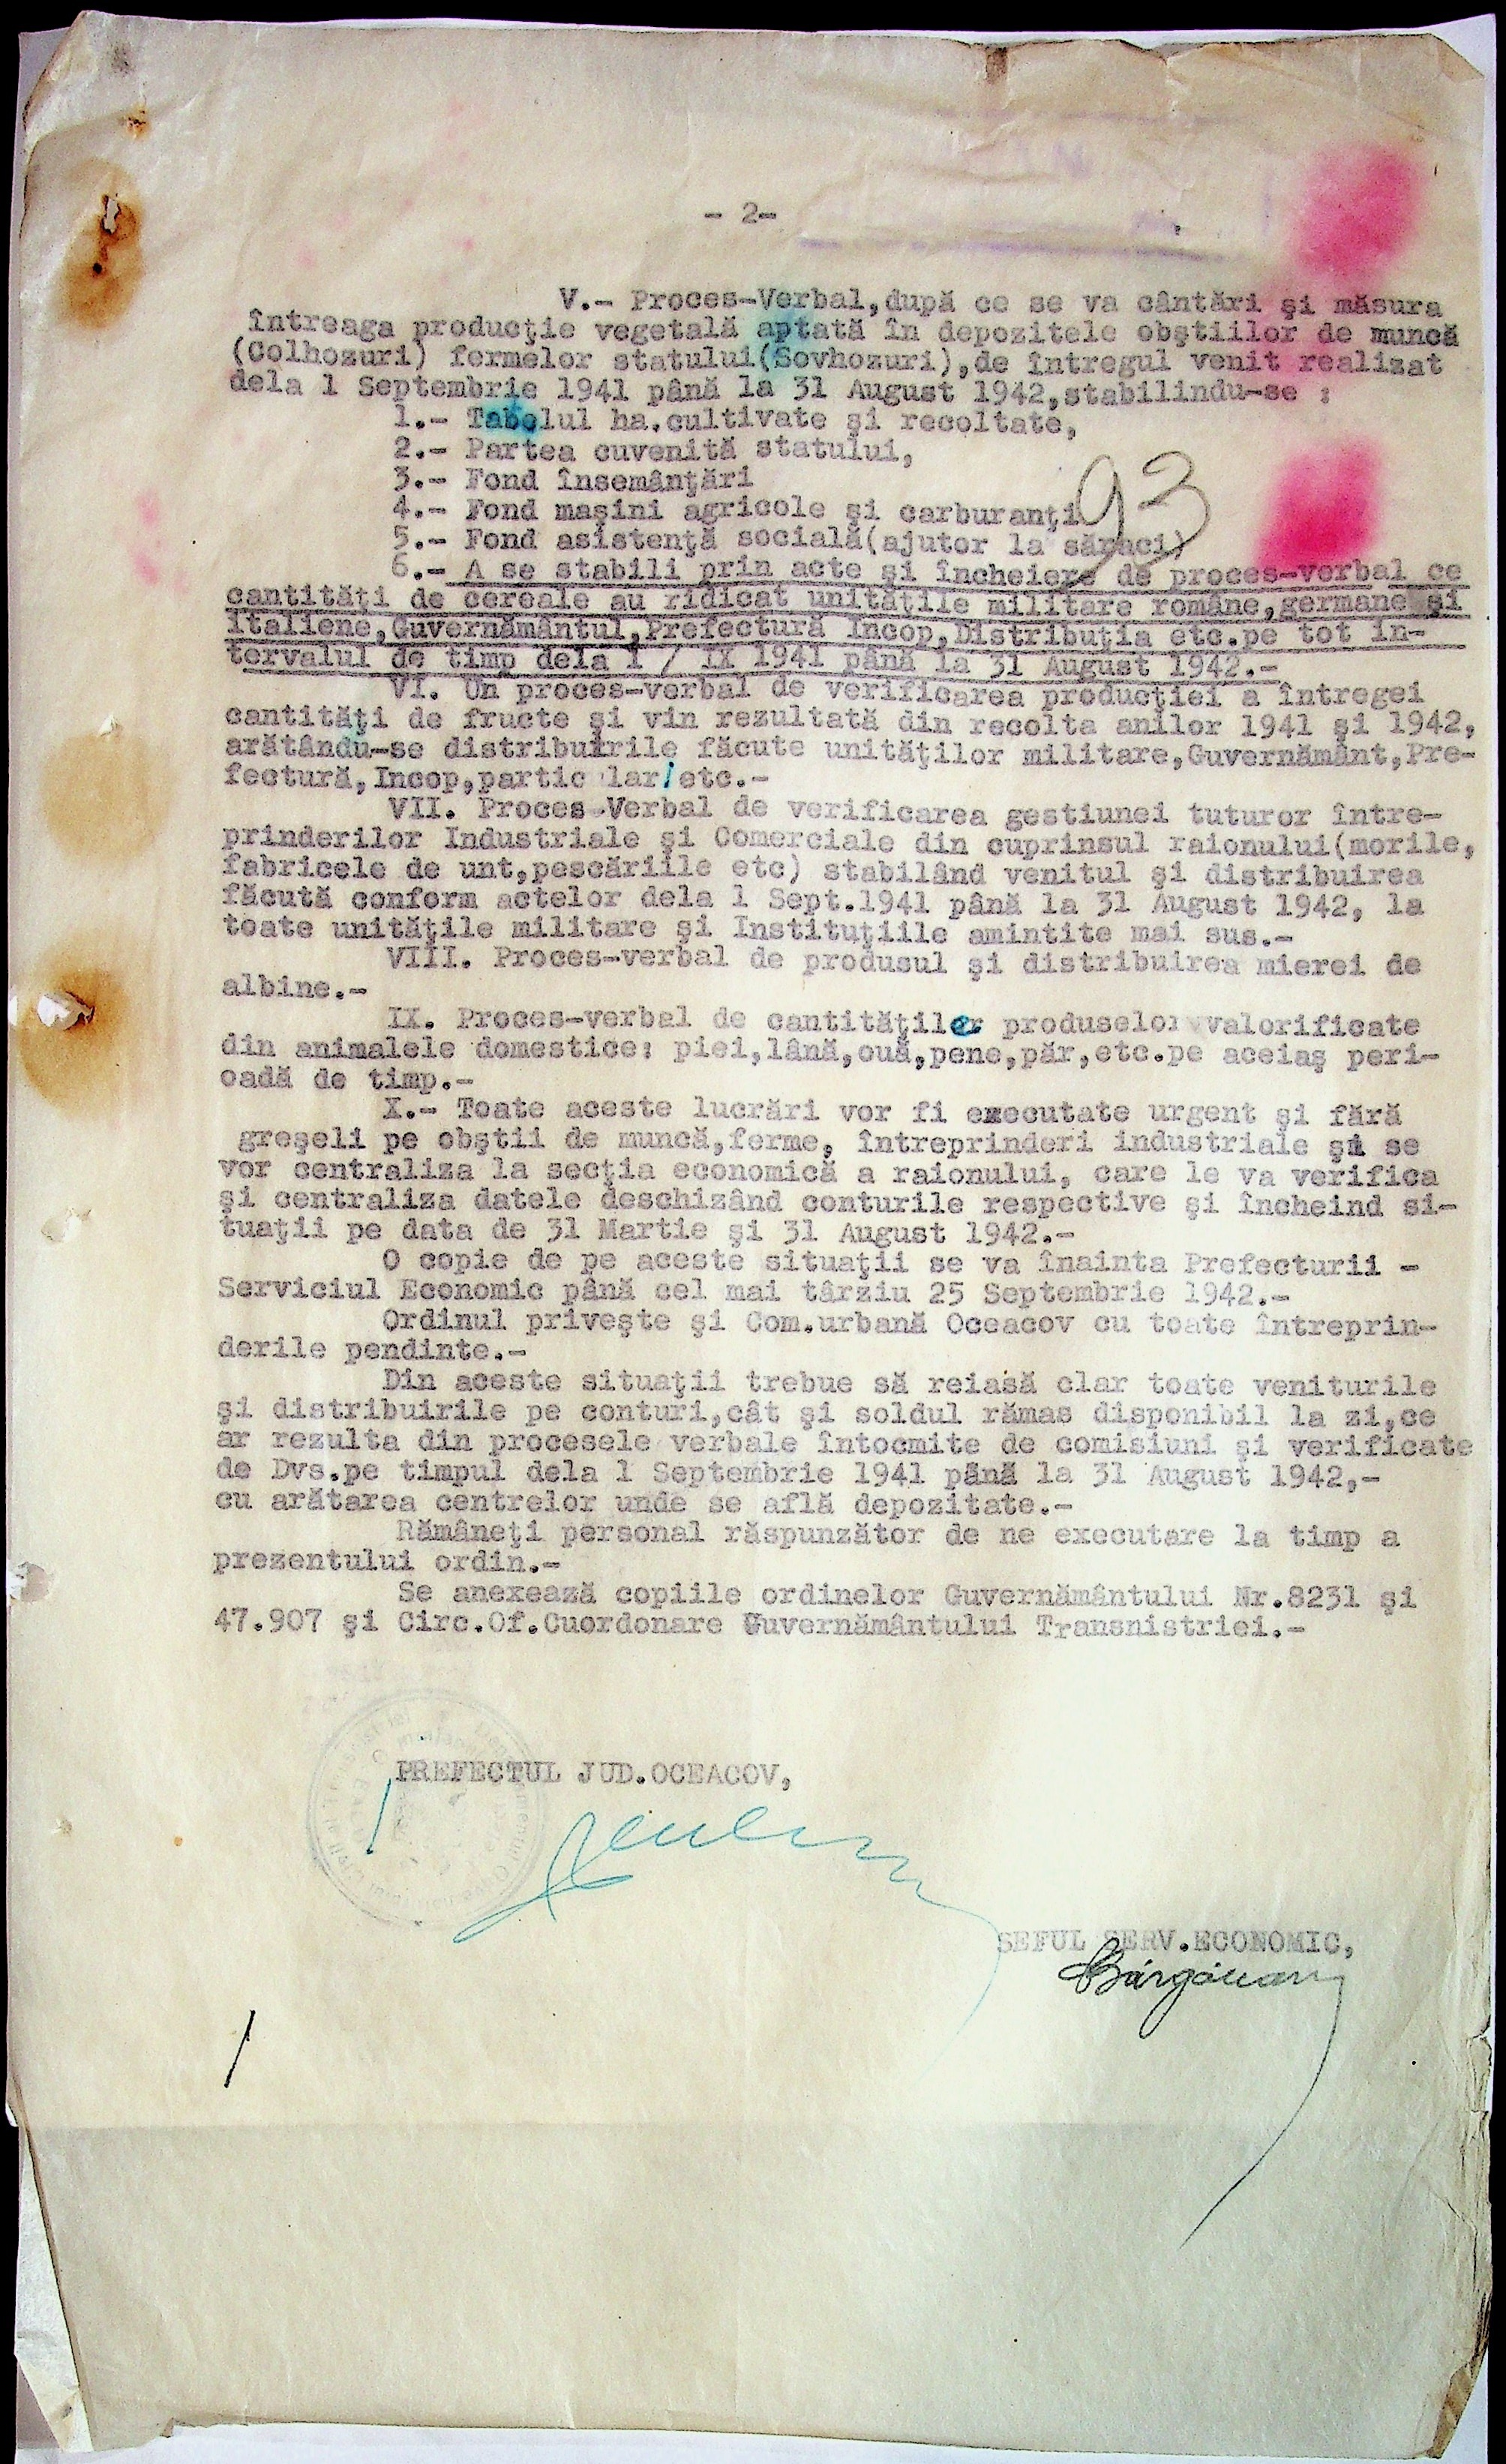 - 2-
V.- Proces-Verbal,după ce se va cântări şi măsura
întreaga producţie vegetală aptată în depozitele obştiilor de muncă
(Colhozuri) fermelor statului(Sovhozuri),de întregul venit realizat
dela 1 Septembrie 1941 până la 31 August 1942,stabilindu-se :
1.- Tabelul ha.cultivate şi recoltate,
2.- Partea cuvenită statului,
3.- Fond însemânţări
4.- Fond maşini agricole şi carburanţi
93
5.- Fond asistenţă socială(ajutor la săraci)
6.- A se stabili prin acte şi încheiere de proces-verbal ce
cantităţi de cereale au ridicat unităţile militare române,germane şi
italiene,Guvernământul,Prefectură Incop,Distribuţia etc.pe tot in-
tervalul de timp dela 1 / IX 1941 până la 31 August 1942.-
VI. Un proces-verbal de verificarea producţiei a întregei
cantităţi de fructe şi vin rezultată din recolta anilor 1941 şi 1942,
arătându-se distribuirile făcute unităţilor militare,Guvernământ,Pre-
fectură,Incop,partic lari etc.-
VII. Proces-Verbal de verificarea gestiunei tuturor între-
prinderilor Industriale şi Comerciale din cuprinsul raionului(morile,
fabricele de unt,pescăriile etc) stabilând venitul şi distribuirea
făcută conform actelor dela 1 Sept.1941 până la 31 August 1942, la
toate unităţile militare şi Instituţiile amintite mai sus.-
VIII. Proces-verbal de produsul şi distribuirea mierei de
albine.-
IX. Proces-verbal de cantităţiler produselor valorificate
din animalele domestice: piei,lână,ouă,pene,păr,etc.pe aceiaş peri-
oadă de timp.-
X.- Toate aceste lucrări vor fi executate urgent şi fără
greşeli pe obştii de muncă,ferme, întreprinderi industriale şi se
vor centraliza la secţia economică a raionului, care le va verifica
şi centraliza datele deschizând conturile respective şi încheind si-
tuaţii pe data de 31 Martie şi 31 August 1942.-
O copie de pe aceste situaţii se va înainta Prefecturii -
Serviciul Economic până cel mai târziu 25 Septembrie 1942.-
Ordinul priveşte şi Com.urbană Oceacov cu toate întreprin-
derile pendinte.-
Din aceste situaţii trebue să reiasă clar toate veniturile
şi distribuirile pe conturi,cât şi soldul rămas disponibil la zi,ce
ar rezulta din procesele verbale întocmite de comisiuni şi verificate
de Dvs.pe timpul dela 1 Septembrie 1941 până la 31 August 1942,-
cu arătarea centrelor unde se află depozitate.-
Rămâneţi personal răspunzător de ne executare la timp a
prezentului ordin.-
Se anexează copiile ordinelor Guvernământului Nr.8231 şi
47.907 şi Circ.Of.Cuordonare Guvernământului Transnistriei.-
PREFECTUL JUD.OCEACOV,
SEFUL SERV.ECONOMIC,